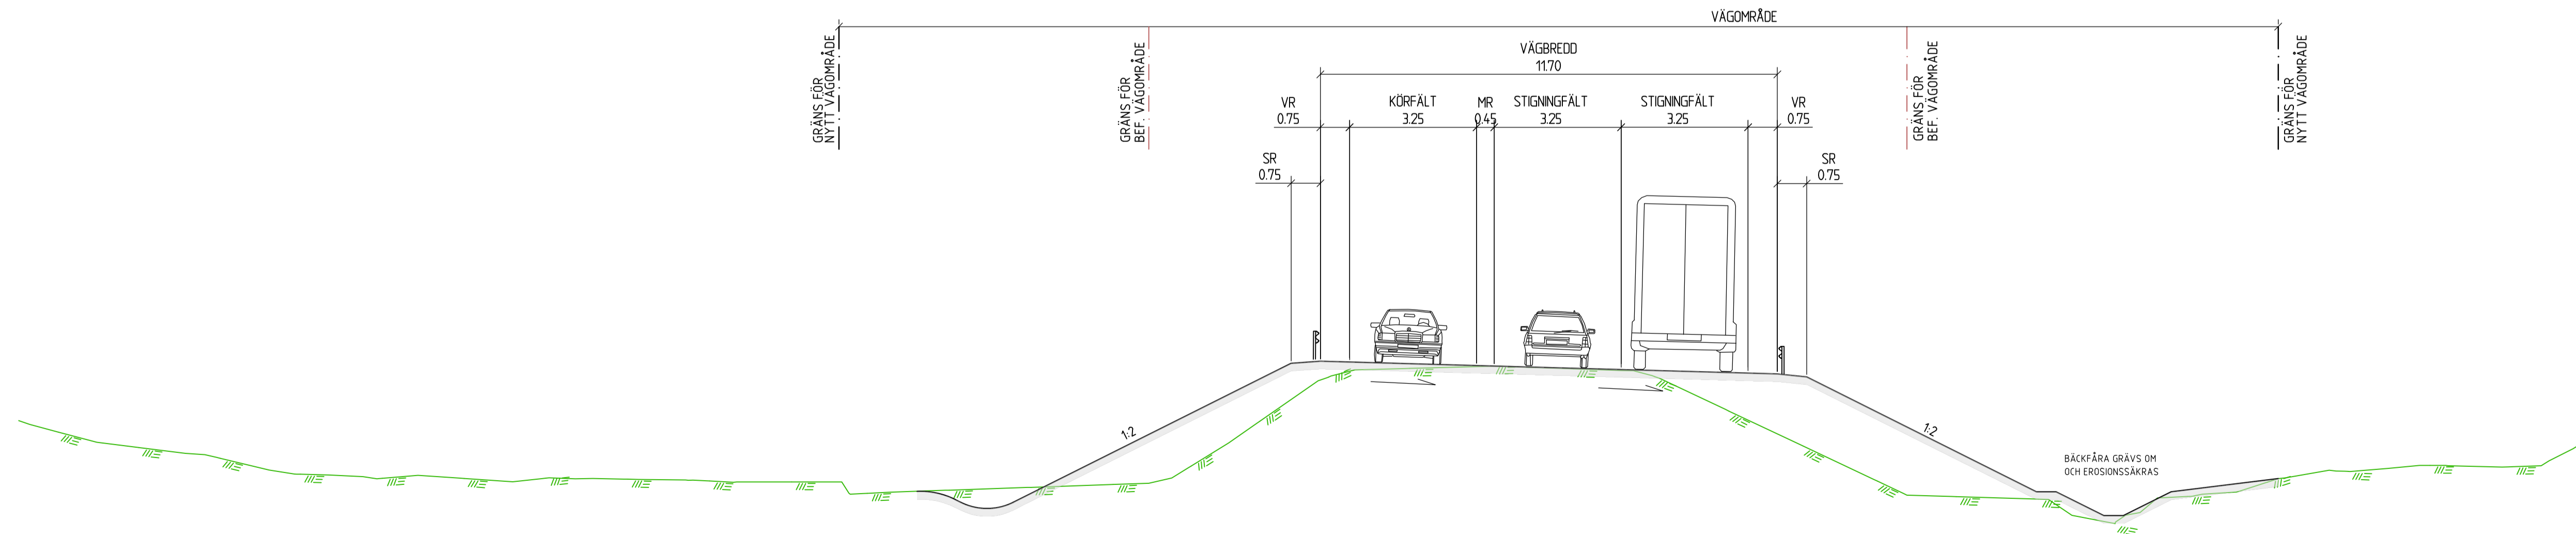 VÄGOMRÅDE
GRÄNS FÖR
NYTT VÄGOMRÅDE
GRÄNS FÖR
BEF. VÄGOMRÅDE
VÄGBREDD
11.70
GRÄNS FÖR
BEF. VÄGOMRÅDE
GRÄNS FÖR
NYTT VÄGOMRÅDE
VR
0.75
KÖRFÄLT
3.25
MR
0.45
STIGNINGFÄLT
3.25
STIGNINGFÄLT
3.25
VR
0.75
SR
0.75
SR
0.75
1:2
1:2
BÄCKFÅRA GRÄVS OM
OCH EROSIONSSÄKRAS